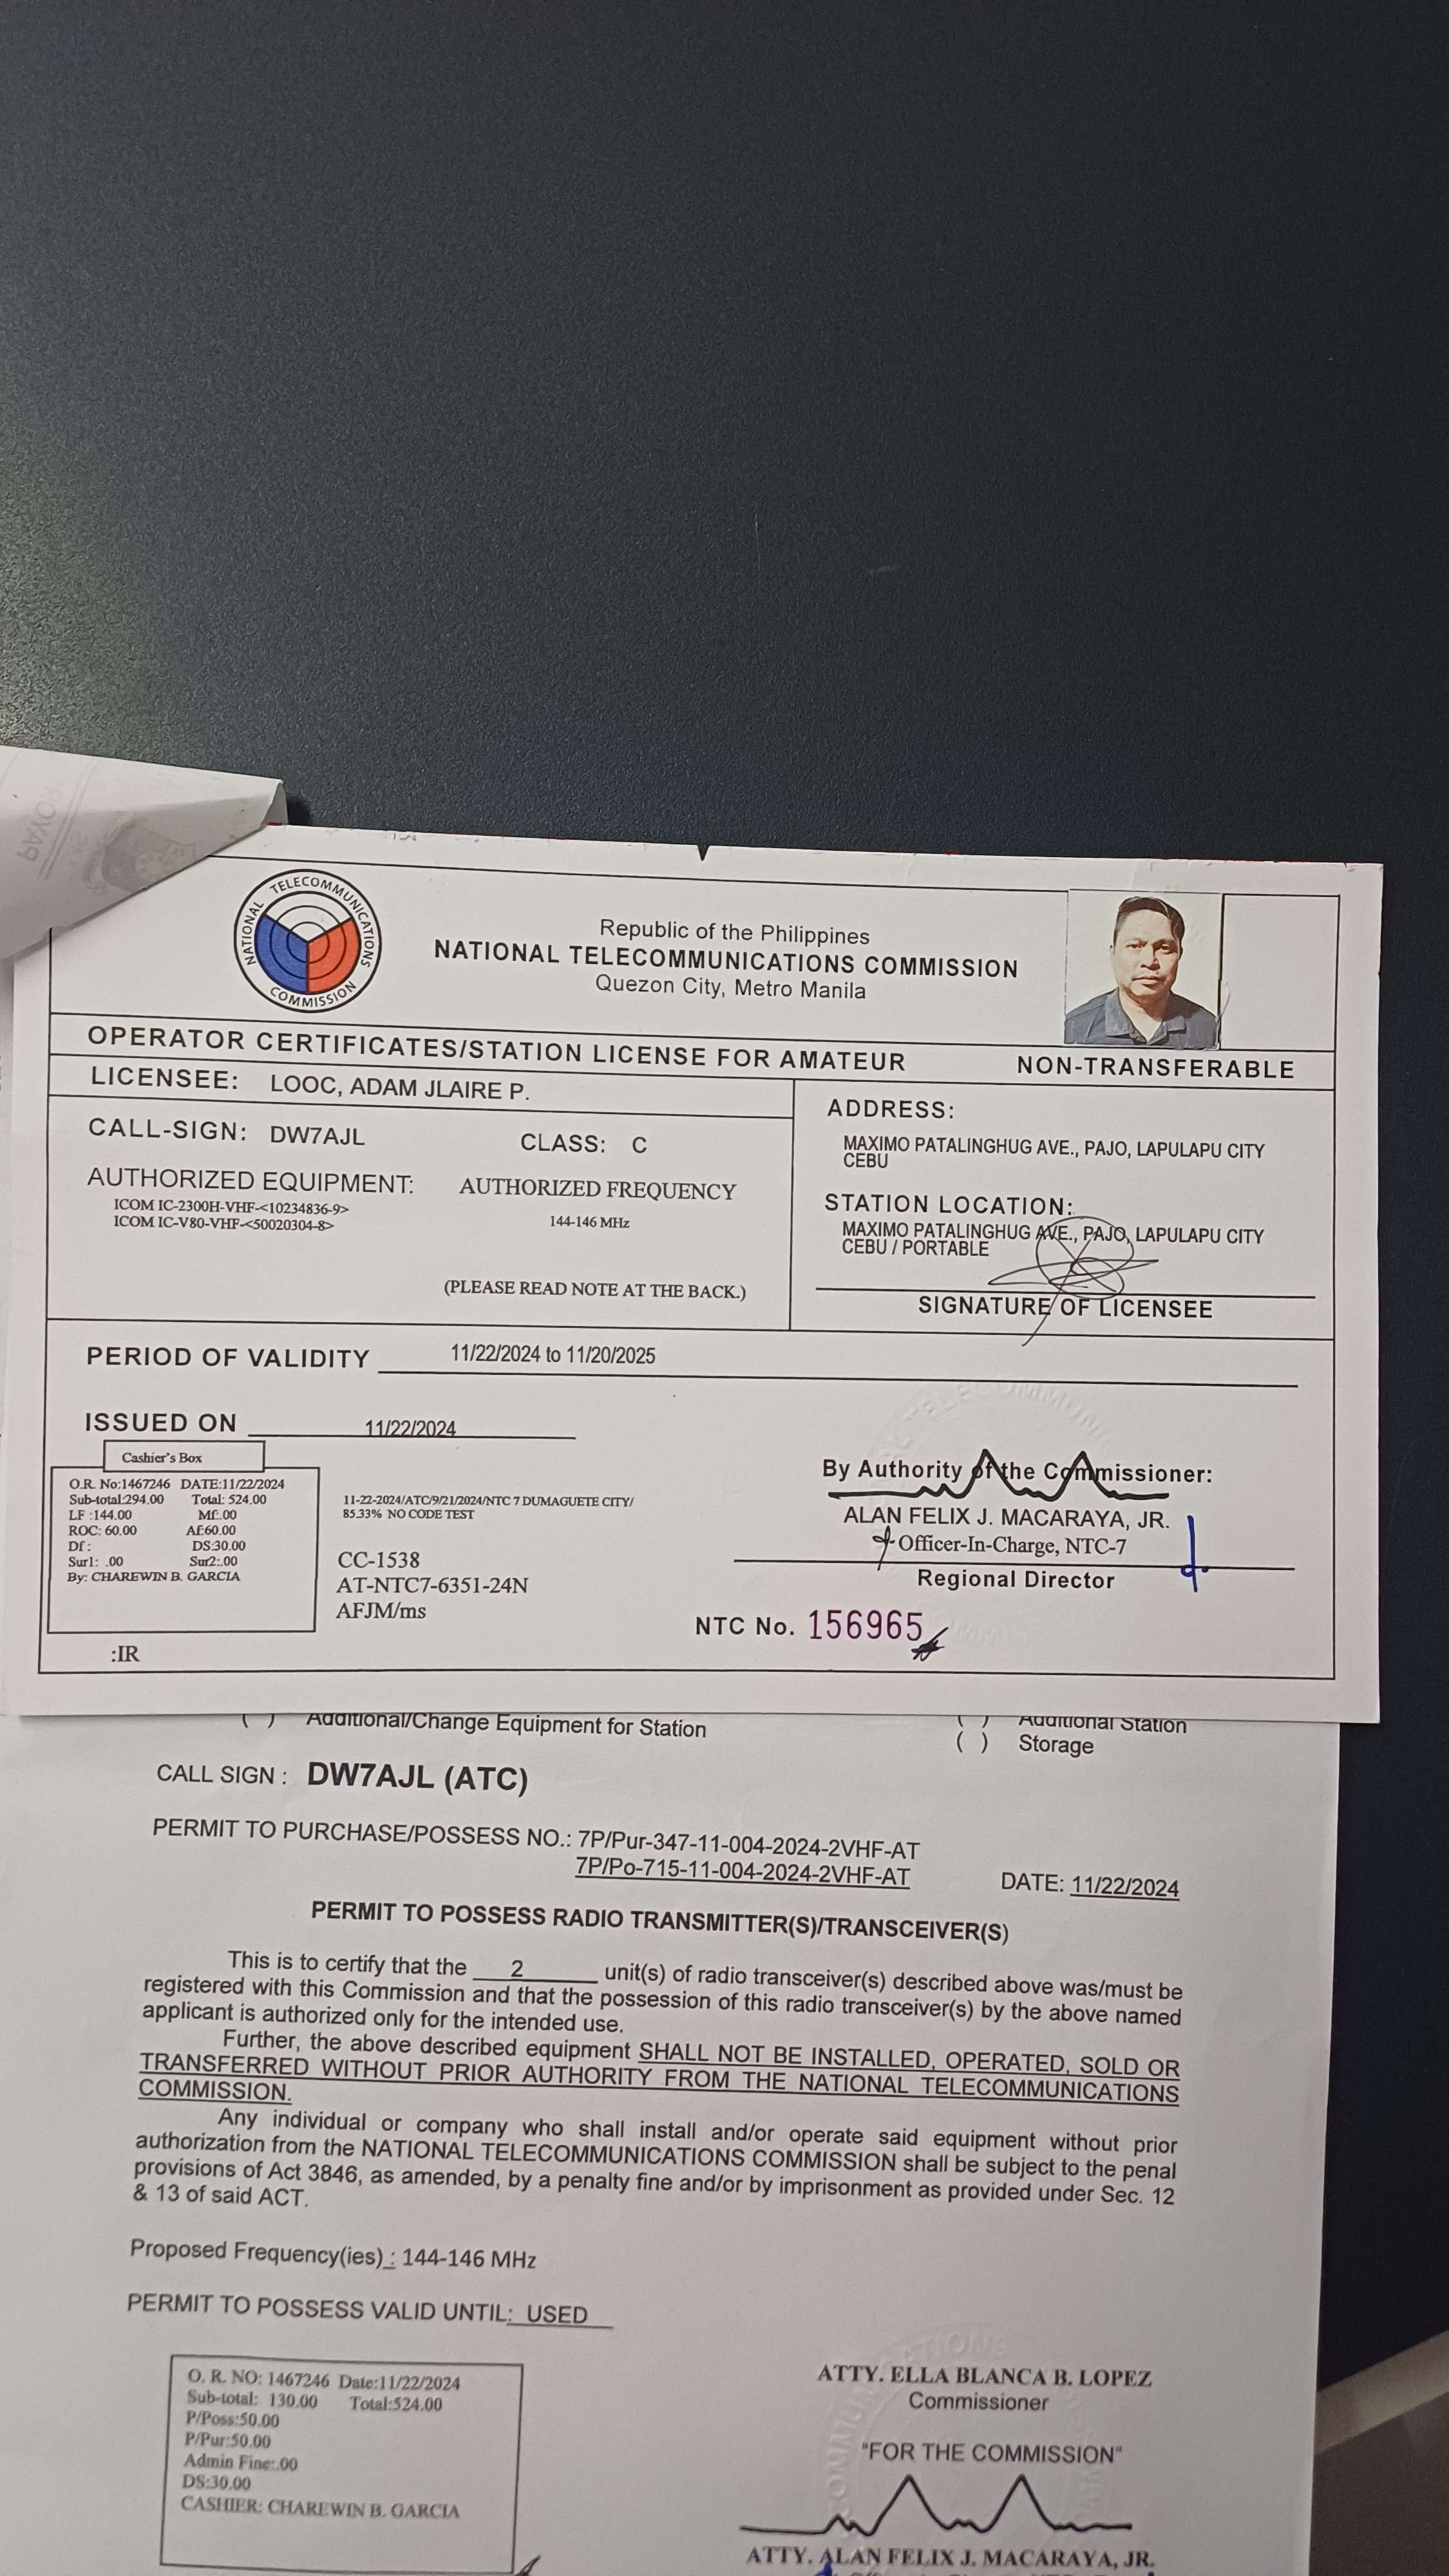 NATIONAL TELECOMMUNICATIONS COMMISSION
Republic of the Philippines
NATIONAL TELECOMMUNICATIONS COMMISSION
Quezon City, Metro Manila
OPERATOR CERTIFICATES/STATION LICENSE FOR AMATEUR NON-TRANSFERABLE
LICENSEE: LOOC, ADAM JLAIRE P.
CALL-SIGN: DW7AJL CLASS: C
AUTHORIZED EQUIPMENT: AUTHORIZED FREQUENCY
ICOM IC-2300H-VHF-<10234836-9>
ICOM IC-V80-VHF-<50020304-8>
144-146 MHz
(PLEASE READ NOTE AT THE BACK.)
ADDRESS:
MAXIMO PATALINGHUG AVE., PAJO, LAPULAPU CITY
CEBU
STATION LOCATION:
MAXIMO PATALINGHUG AVE., PAJO, LAPULAPU CITY
CEBU / PORTABLE
SIGNATURE OF LICENSEE
PERIOD OF VALIDITY 11/22/2024 to 11/20/2025
ISSUED ON 11/22/2024
Cashier's Box
O.R. No:1467246 DATE:11/22/2024
Sub-total:294.00 Total: 524.00
LF :144.00 Mf:.00
ROC: 60.00 Af:60.00
Df : DS:30.00
Sur1: .00 Sur2:.00
By: CHAREWIN B. GARCIA
:IR
11-22-2024/ATC/9/21/2024/NTC 7 DUMAGUETE CITY/
85.33% NO CODE TEST
CC-1538
AT-NTC7-6351-24N
AFJM/ms
By Authority of the Commissioner:
ALAN FELIX J. MACARAYA, JR.
Officer-In-Charge, NTC-7
Regional Director
NTC No. 156965
( ) Additional/Change Equipment for Station ( ) Additional Station
( ) Storage
CALL SIGN : DW7AJL (ATC)
PERMIT TO PURCHASE/POSSESS NO.: 7P/Pur-347-11-004-2024-2VHF-AT
7P/Po-715-11-004-2024-2VHF-AT DATE: 11/22/2024
PERMIT TO POSSESS RADIO TRANSMITTER(S)/TRANSCEIVER(S)
This is to certify that the 2 unit(s) of radio transceiver(s) described above was/must be
registered with this Commission and that the possession of this radio transceiver(s) by the above named
applicant is authorized only for the intended use.
Further, the above described equipment SHALL NOT BE INSTALLED, OPERATED, SOLD OR
TRANSFERRED WITHOUT PRIOR AUTHORITY FROM THE NATIONAL TELECOMMUNICATIONS
COMMISSION.
Any individual or company who shall install and/or operate said equipment without prior
authorization from the NATIONAL TELECOMMUNICATIONS COMMISSION shall be subject to the penal
provisions of Act 3846, as amended, by a penalty fine and/or by imprisonment as provided under Sec. 12
& 13 of said ACT.
Proposed Frequency(ies) : 144-146 MHz
PERMIT TO POSSESS VALID UNTIL: USED
O. R. NO: 1467246 Date:11/22/2024
Sub-total: 130.00 Total:524.00
P/Poss:50.00
P/Pur:50.00
Admin Fine:.00
DS:30.00
CASHIER: CHAREWIN B. GARCIA
ATTY. ELLA BLANCA B. LOPEZ
Commissioner
"FOR THE COMMISSION"
ATTY. ALAN FELIX J. MACARAYA, JR.